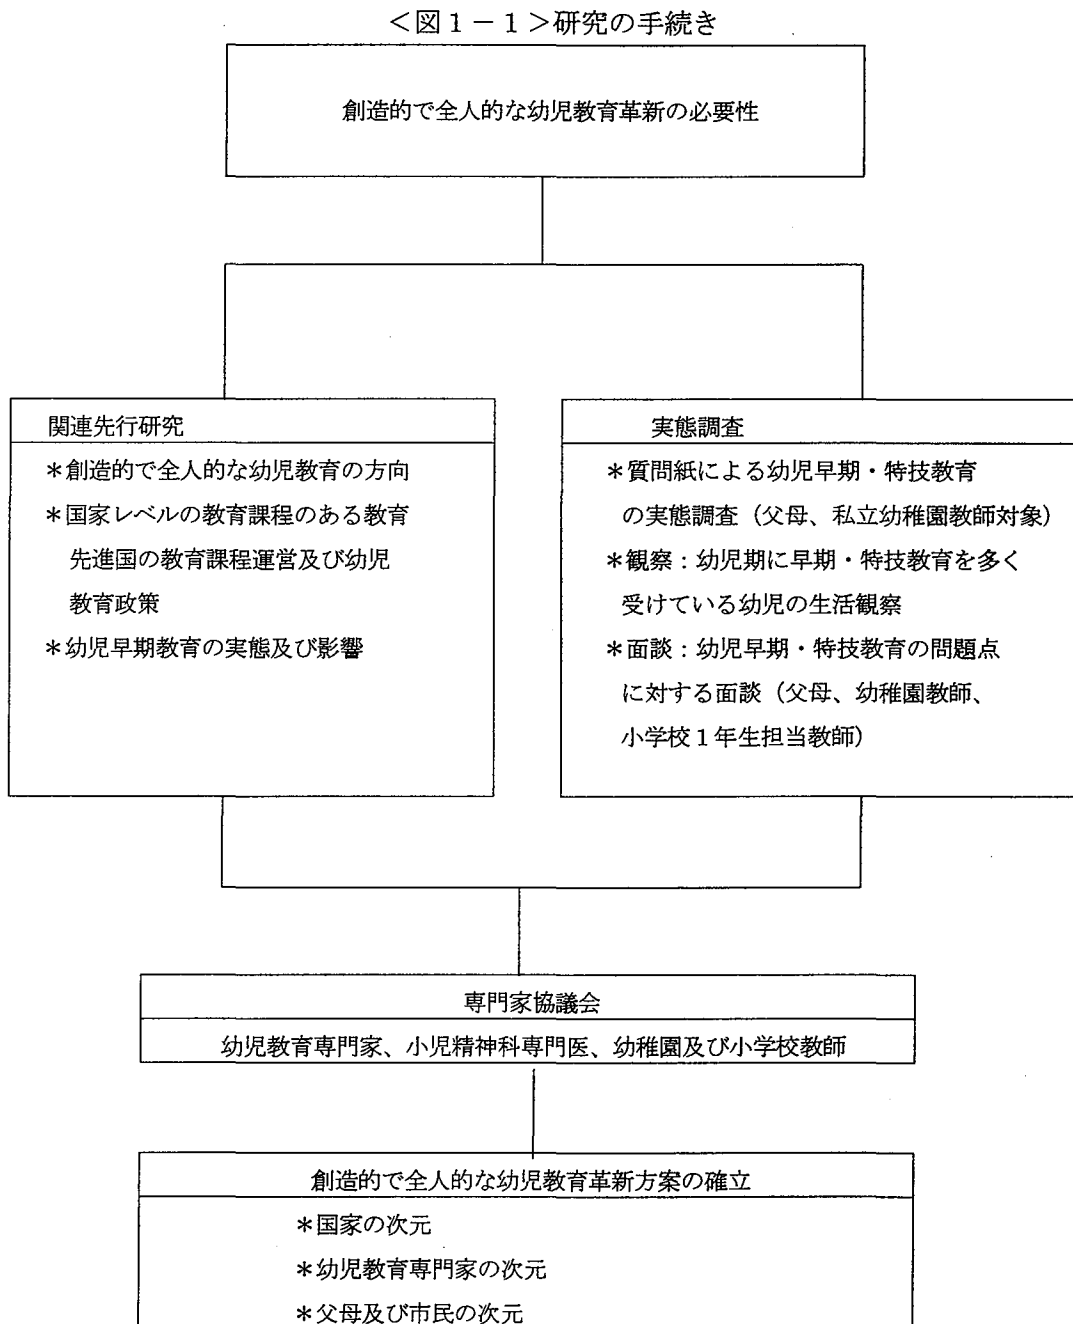 ＜図１－１＞研究の手続き
創造的で全人的な幼児教育革新の必要性
関連先行研究
＊創造的で全人的な幼児教育の方向
＊国家レベルの教育課程のある教育
先進国の教育課程運営及び幼児
教育政策
＊幼児早期教育の実態及び影響
実態調査
＊質問紙による幼児早期・特技教育
の実態調査（父母、私立幼稚園教師対象）
＊観察：幼児期に早期・特技教育を多く
受けている幼児の生活観察
＊面談：幼児早期・特技教育の問題点
に対する面談（父母、幼稚園教師、
小学校１年生担当教師）
専門家協議会
幼児教育専門家、小児精神科専門医、幼稚園及び小学校教師
創造的で全人的な幼児教育革新方案の確立
＊国家の次元
＊幼児教育専門家の次元
＊父母及び市民の次元